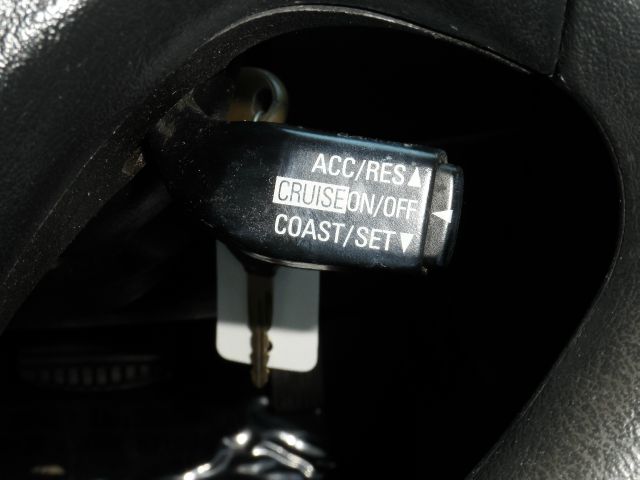 ACC/RES▲
CRUISE ON/OFF ◄
COAST/SET▼